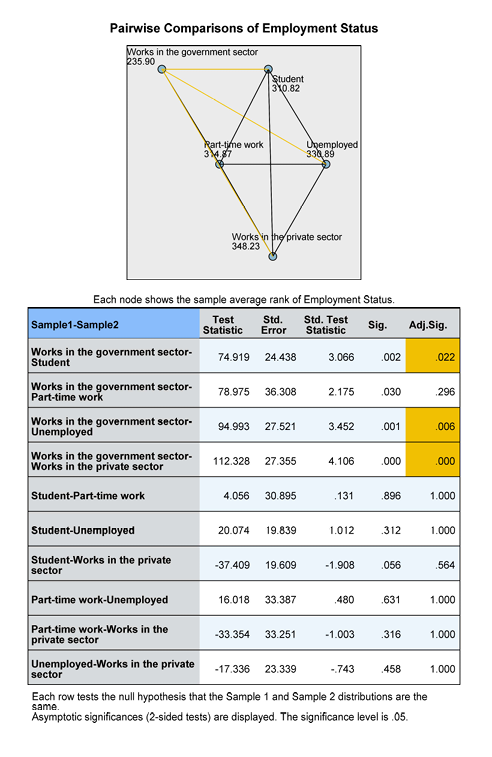 Pairwise Comparisons of Employment Status
Works in the government sector
235.90
Student
310.82
Part-time work
314.87
Unemployed
330.89
Works in the private sector
348.23
Each node shows the sample average rank of Employment Status.
Sample1-Sample2 Test Statistic Std. Error Std. Test Statistic Sig. Adj.Sig.
Works in the government sector-
Student 74.919 24.438 3.066 .002 .022
Works in the government sector-
Part-time work 78.975 36.308 2.175 .030 .296
Works in the government sector-
Unemployed 94.993 27.521 3.452 .001 .006
Works in the government sector-
Works in the private sector 112.328 27.355 4.106 .000 .000
Student-Part-time work 4.056 30.895 .131 .896 1.000
Student-Unemployed 20.074 19.839 1.012 .312 1.000
Student-Works in the private
sector -37.409 19.609 -1.908 .056 .564
Part-time work-Unemployed 16.018 33.387 .480 .631 1.000
Part-time work-Works in the
private sector -33.354 33.251 -1.003 .316 1.000
Unemployed-Works in the private
sector -17.336 23.339 -.743 .458 1.000
Each row tests the null hypothesis that the Sample 1 and Sample 2 distributions are the
same.
Asymptotic significances (2-sided tests) are displayed. The significance level is .05.